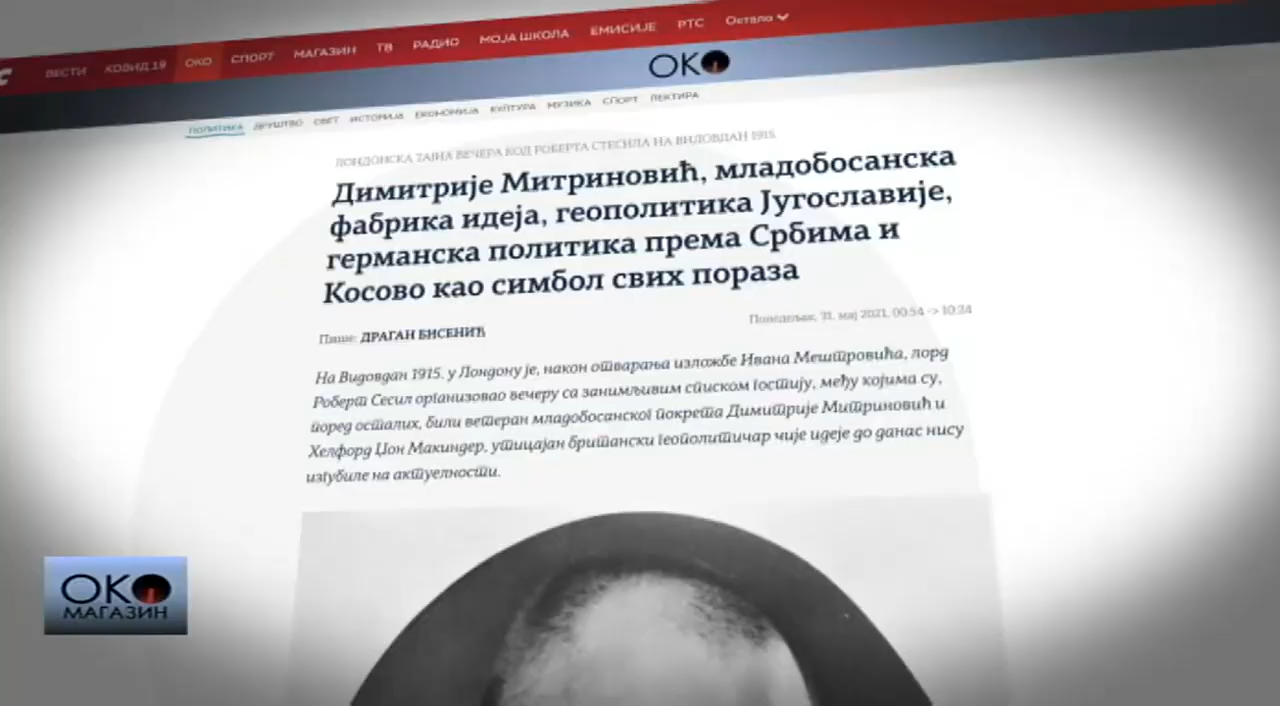 ВЕСТИ КОВИД 19 ОКО СПОРТ МАГАЗИН ТВ РАДИО МОЈА ШКОЛА ЕМИСИЈЕ РТС Остало
ОКО
ПОЛИТИКА ДРУШТВО СВЕТ ИСТОРИЈА ЕКОНОМИЈА КУЛТУРА МУЗИКА СПОРТ ЛЕКТИРА
ЛОНДОНСКА ТАЈНА ВЕЧЕРА КОД РОБЕРТА СТЕСИЛА НА ВИДОВДАН 1915.
Димитрије Митриновић, младобосанска
фабрика идеја, геополитика Југославије,
германска политика према Србима и
Косово као симбол свих пораза
Пише: ДРАГАН БИСЕНИЋ
Понедељак, 31. мај 2021, 00:54 -> 10:34
На Видовдан 1915. у Лондону је, након отварања изложбе Ивана Мештровића, лорд
Роберт Сесил организовао вечеру са занимљивим списком гостију, међу којима су,
поред осталих, били ветеран младобосанског покрета Димитрије Митриновић и
Хелфорд Џон Макиндер, утицајан британски геополитичар чије идеје до данас нису
изгубиле на актуелности.
ОКО
МАГАЗИН